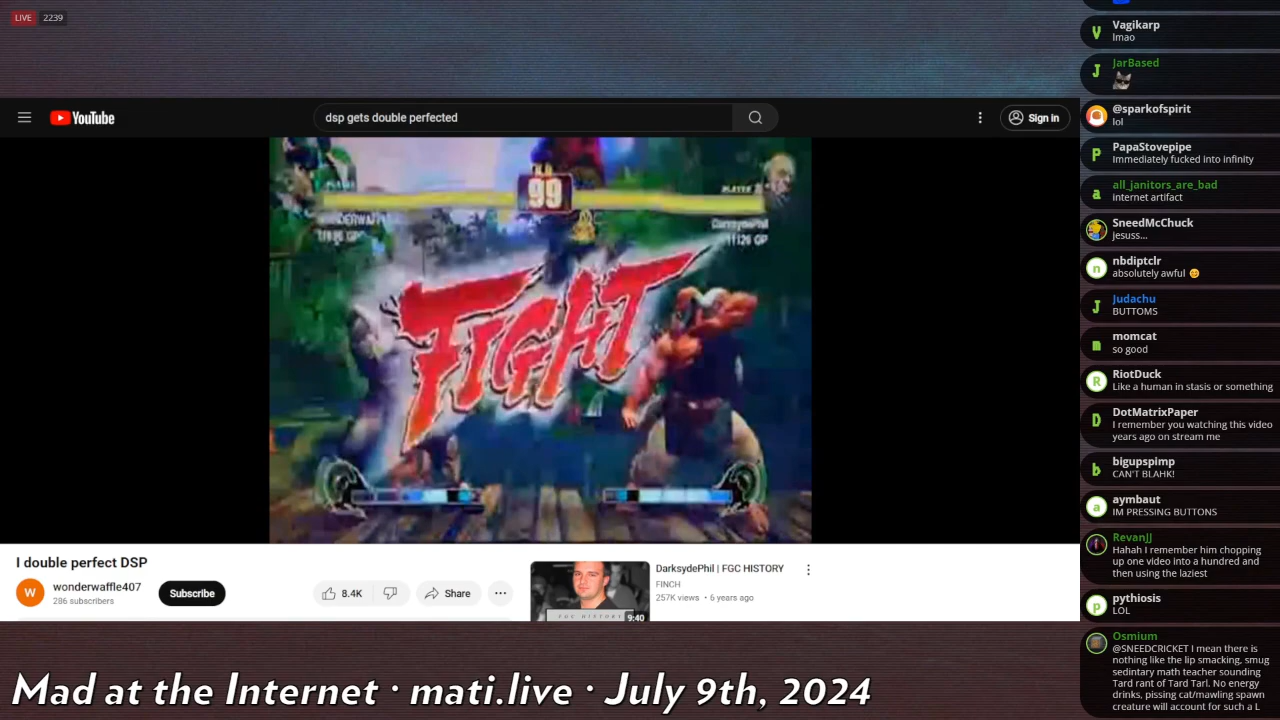 LIVE 2239
YouTube
dsp gets double perfected
Sign in
99
DarksydePhil
11126 GP
FIGHT
I double perfect DSP
W
wonderwaffle407
286 subscribers
Subscribe
8.4K
Share
DarksydePhil | FGC HISTORY
FINCH
257K views • 6 years ago
FGC HISTORY
9:40
Mad at the Internet · mati.live · July 9th, 2024
V
Vagikarp
lmao
J
JarBased
@sparkofspirit
lol
P
PapaStovepipe
Immediately fucked into infinity
a
all_janitors_are_bad
internet artifact
SneedMcChuck
jesuss...
n
nbdiptclr
absolutely awful 😊
J
Judachu
BUTTOMS
m
momcat
so good
R
RiotDuck
Like a human in stasis or something
D
DotMatrixPaper
I remember you watching this video
years ago on stream me
b
bigupspimp
CAN'T BLAHK!
a
aymbaut
IM PRESSING BUTTONS
RevanJJ
Hahah I remember him chopping
up one video into a hundred and
then using the laziest
p
pythiosis
LOL
Osmium
@SNEEDCRICKET I mean there is
nothing like the lip smacking, smug
sedintary math teacher sounding
Tard rant of Tard Tarl. No energy
drinks, pissing cat/mawling spawn
creature will account for such a L